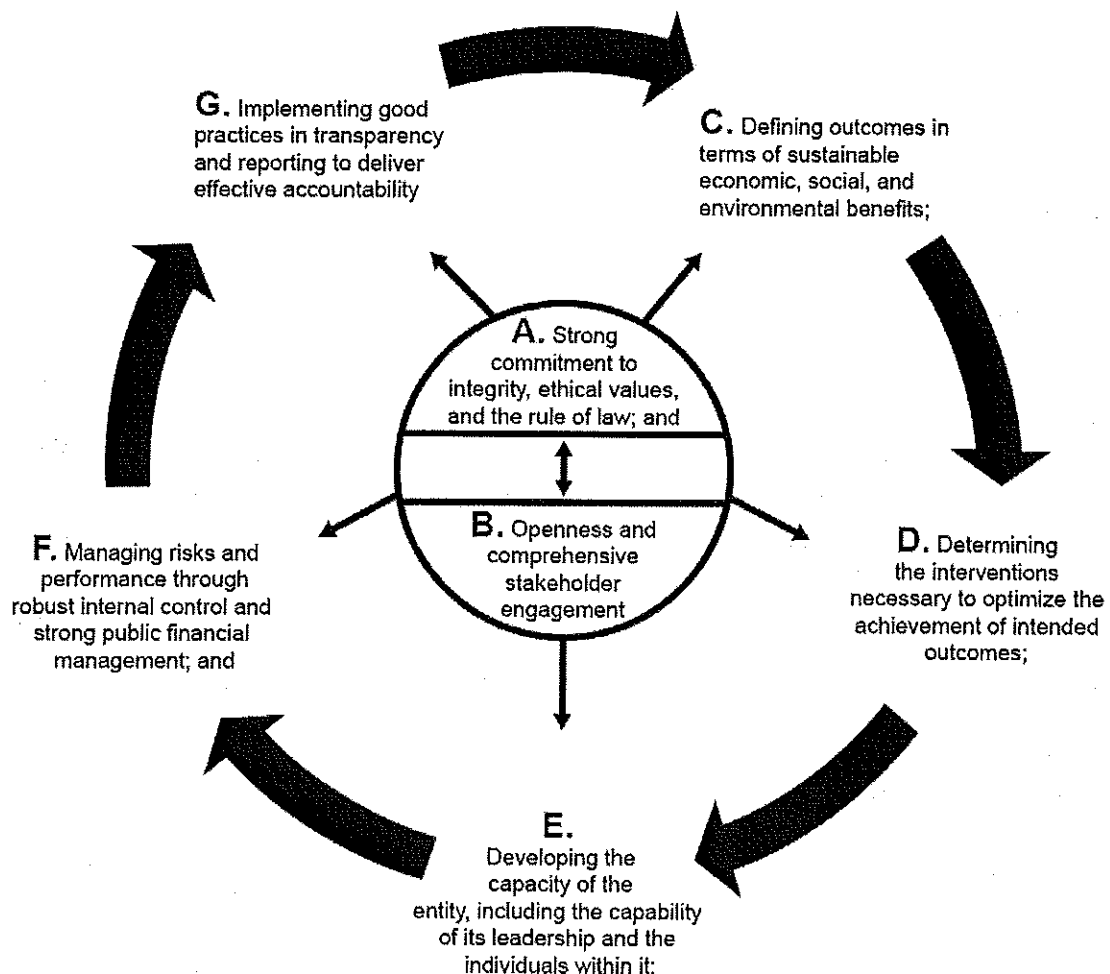 G. Implementing good
practices in transparency
and reporting to deliver
effective accountability
C. Defining outcomes in
terms of sustainable
economic, social, and
environmental benefits;
A. Strong
commitment to
integrity, ethical values,
and the rule of law; and
B. Openness and
comprehensive
stakeholder
engagement
F. Managing risks and
performance through
robust internal control and
strong public financial
management; and
D. Determining
the interventions
necessary to optimize the
achievement of intended
outcomes;
E.
Developing the
capacity of the
entity, including the capability
of its leadership and the
individuals within it;